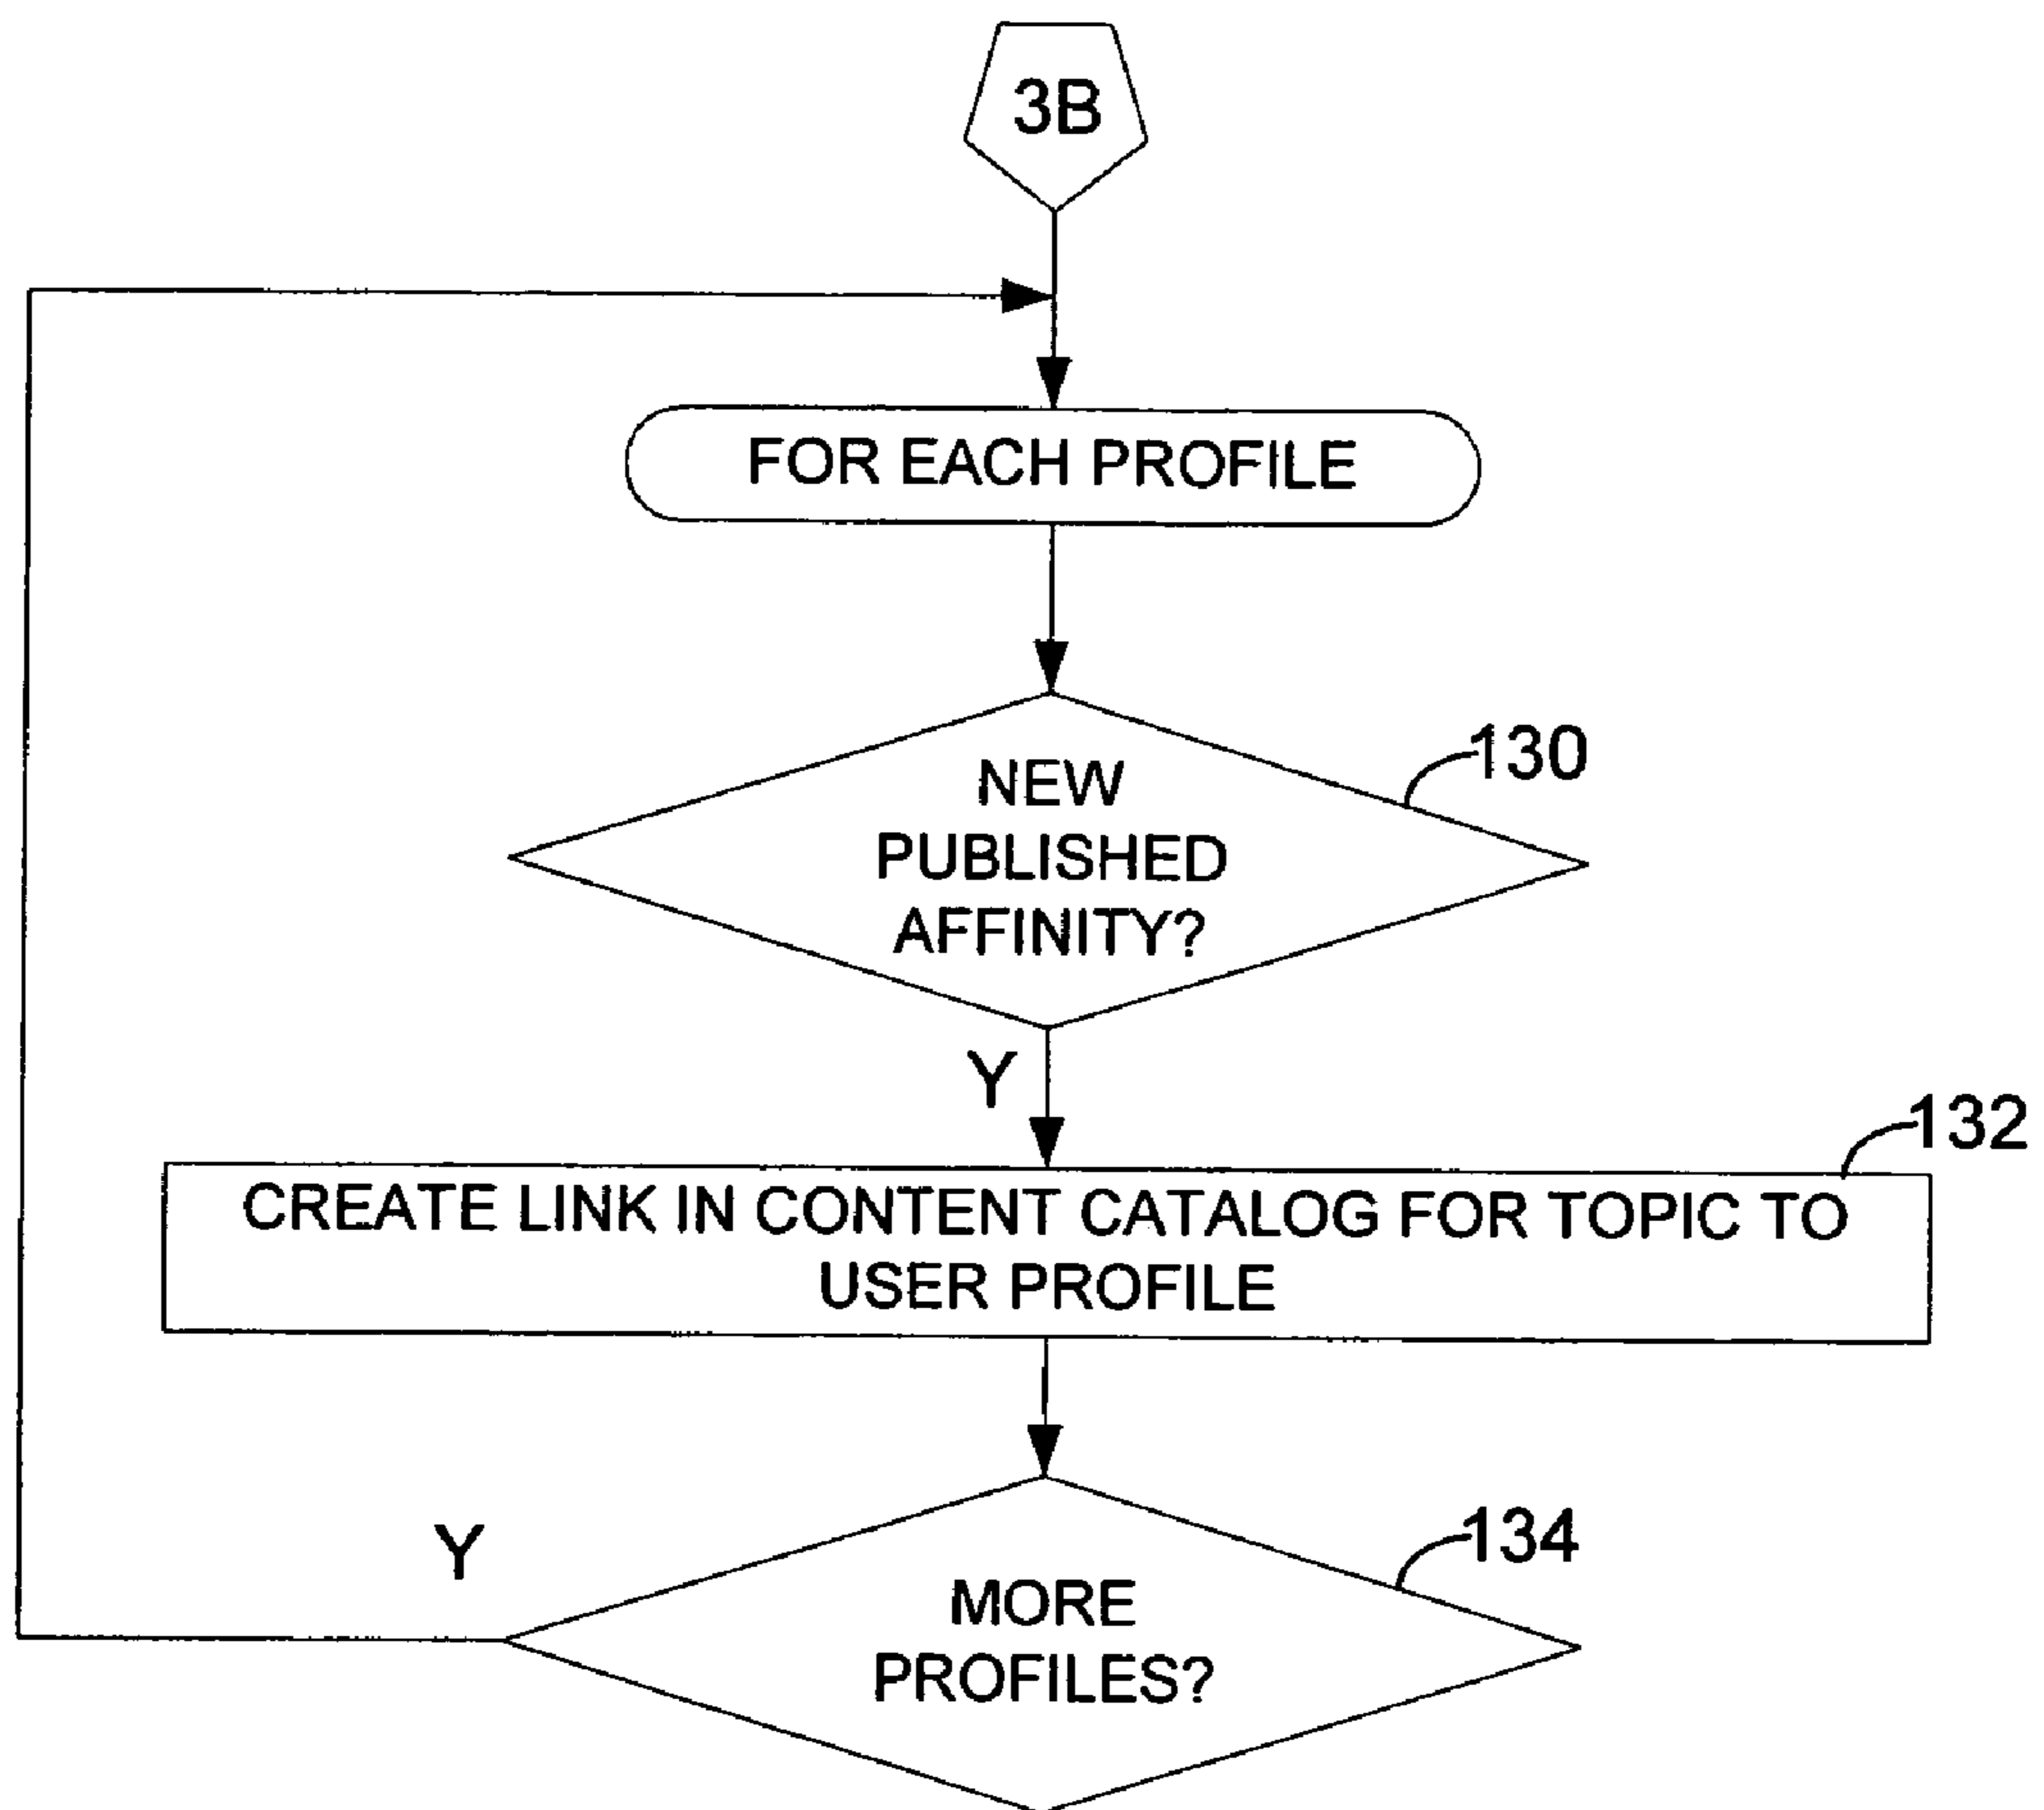 3B
FOR EACH PROFILE
130
NEW
PUBLISHED
AFFINITY?
Y
132
CREATE LINK IN CONTENT CATALOG FOR TOPIC TO
USER PROFILE
134
Y
MORE
PROFILES?